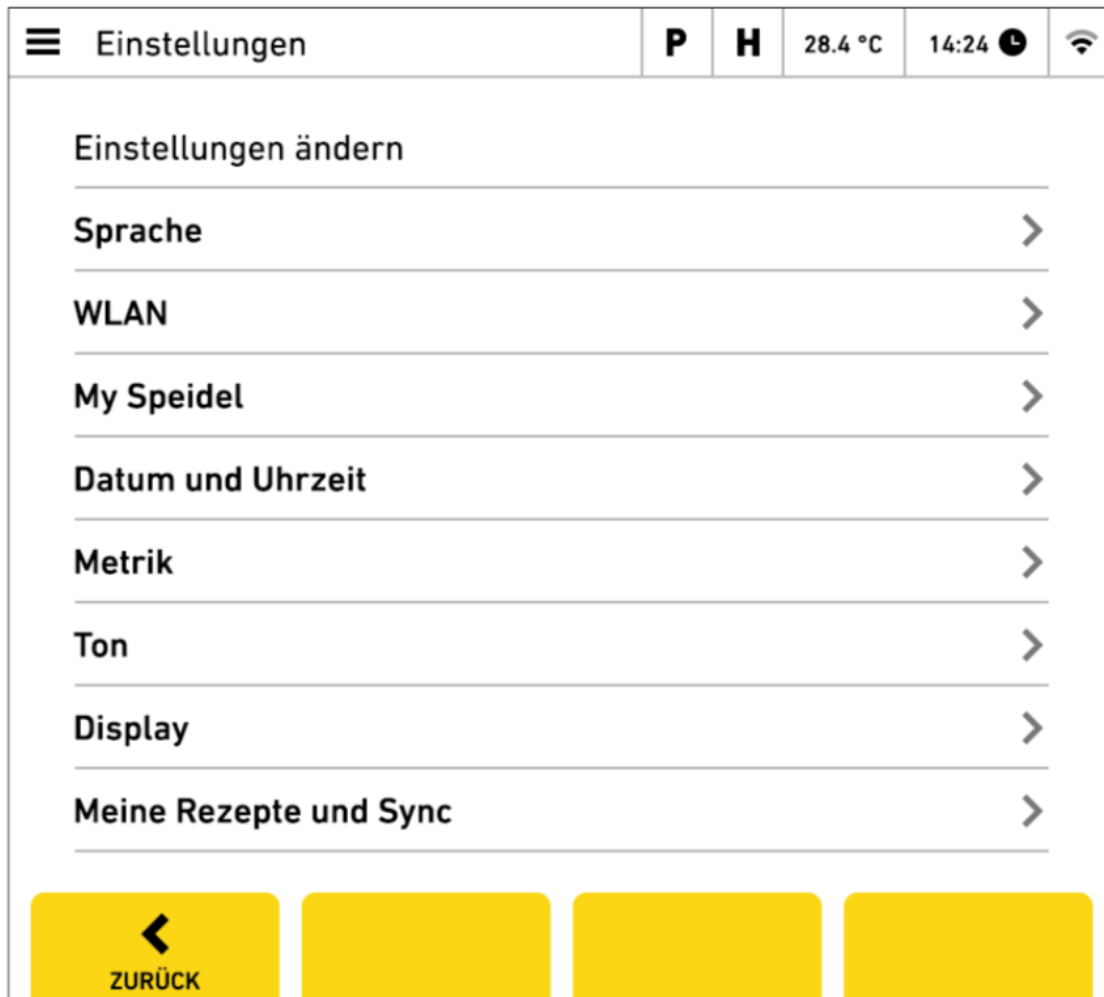 Einstellungen
P
H
28.4 °C
14:24
Einstellungen ändern
Sprache
WLAN
My Speidel
Datum und Uhrzeit
Metrik
Ton
Display
Meine Rezepte und Sync
ZURÜCK